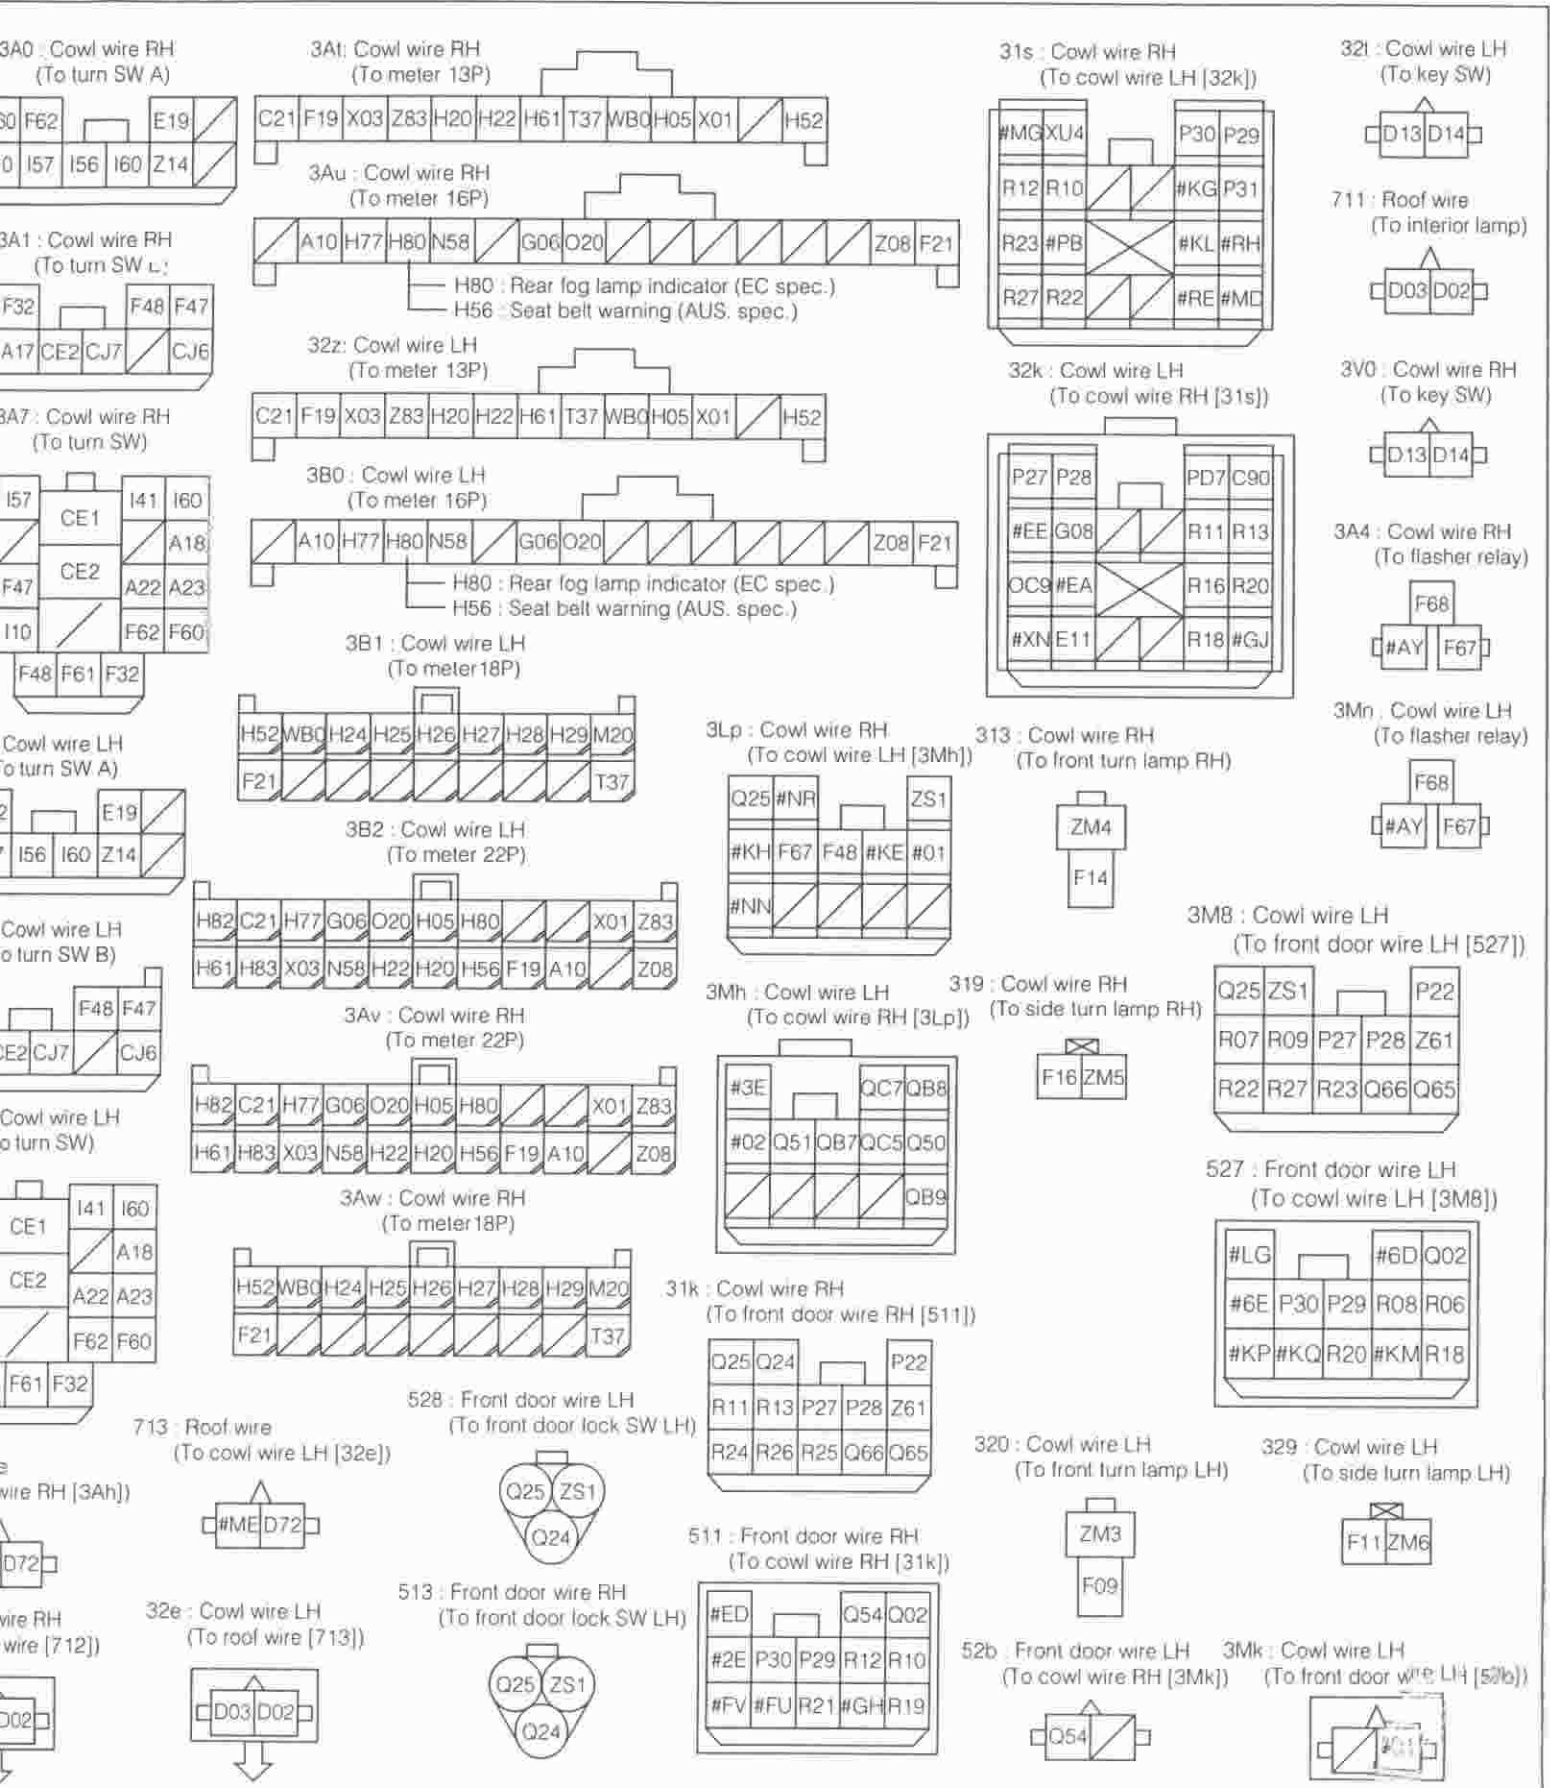 3A0 : Cowl wire RH
(To turn SW A)
F62 E19
I57 I56 I60 Z14
3A1 : Cowl wire RH
(To turn SW
F32 F48 F47
A17 CE2 CJ7 CJ6
3A7 : Cowl wire RH
(To turn SW)
I57 CE1 I41 I60
A18
F47 CE2 A22 A23
I10 F62 F60
F48 F61 F32
Cowl wire LH
To turn SW A)
E19
I56 I60 Z14
Cowl wire LH
o turn SW B)
F48 F47
CE2 CJ7 CJ6
Cowl wire LH
o turn SW)
CE1 I41 I60
A18
CE2 A22 A23
F62 F60
F61 F32
wire RH [3Ah])
D72
wire RH
wire [712])
D02
3At: Cowl wire RH
(To meter 13P)
C21 F19 X03 Z83 H20 H22 H61 T37 WB0 H05 X01 H52
3Au : Cowl wire RH
(To meter 16P)
A10 H77 H80 N58 G06 O20 Z08 F21
H80 : Rear fog lamp indicator (EC spec.)
H56 : Seat belt warning (AUS. spec.)
32z: Cowl wire LH
(To meter 13P)
C21 F19 X03 Z83 H20 H22 H61 T37 WB0 H05 X01 H52
3B0 : Cowl wire LH
(To meter 16P)
A10 H77 H80 N58 G06 O20 Z08 F21
H80 : Rear fog lamp indicator (EC spec.)
H56 : Seat belt warning (AUS. spec.)
3B1 : Cowl wire LH
(To meter18P)
H52 WB0 H24 H25 H26 H27 H28 H29 M20
F21 T37
3B2 : Cowl wire LH
(To meter 22P)
H82 C21 H77 G06 O20 H05 H80 X01 Z83
H61 H83 X03 N58 H22 H20 H56 F19 A10 Z08
3Av : Cowl wire RH
(To meter 22P)
H82 C21 H77 G06 O20 H05 H80 X01 Z83
H61 H83 X03 N58 H22 H20 H56 F19 A10 Z08
3Aw : Cowl wire RH
(To meter18P)
H52 WB0 H24 H25 H26 H27 H28 H29 M20
F21 T37
713 : Roof wire
(To cowl wire LH [32e])
#ME D72
32e : Cowl wire LH
(To roof wire [713])
D03 D02
528 : Front door wire LH
(To front door lock SW LH)
Q25 ZS1
Q24
513 : Front door wire RH
(To front door lock SW LH)
Q25 ZS1
Q24
31s : Cowl wire RH
(To cowl wire LH [32k])
#MG XU4 P30 P29
R12 R10 #KG P31
R23 #PB #KL #RH
R27 R22 #RE #MD
32k : Cowl wire LH
(To cowl wire RH [31s])
P27 P28 PD7 C90
#EE G08 R11 R13
OC9 #EA R16 R20
#XN E11 R18 #GJ
3Lp : Cowl wire RH
(To cowl wire LH [3Mh])
Q25 #NR ZS1
#KH F67 F48 #KE #01
#NN
3Mh : Cowl wire LH
(To cowl wire RH [3Lp])
#3E QC7 QB8
#02 Q51 QB7 QC5 Q50
QB9
31k : Cowl wire RH
(To front door wire RH [511])
Q25 Q24 P22
R11 R13 P27 P28 Z61
R24 R26 R25 Q66 Q65
511 : Front door wire RH
(To cowl wire RH [31k])
#ED Q54 Q02
#2E P30 P29 R12 R10
#FV #FU R21 #GH R19
313 : Cowl wire RH
(To front turn lamp RH)
ZM4
F14
319 : Cowl wire RH
(To side turn lamp RH)
F16 ZM5
320 : Cowl wire LH
(To front turn lamp LH)
ZM3
F09
52b : Front door wire LH
(To cowl wire RH [3Mk])
Q54
32t : Cowl wire LH
(To key SW)
D13 D14
711 : Roof wire
(To interior lamp)
D03 D02
3V0 : Cowl wire RH
(To key SW)
D13 D14
3A4 : Cowl wire RH
(To flasher relay)
F68
#AY F67
3Mn : Cowl wire LH
(To flasher relay)
F68
#AY F67
3M8 : Cowl wire LH
(To front door wire LH [527])
Q25 ZS1 P22
R07 R09 P27 P28 Z61
R22 R27 R23 Q66 Q65
527 : Front door wire LH
(To cowl wire LH [3M8])
#LG #6D Q02
#6E P30 P29 R08 R06
#KP #KQ R20 #KM R18
329 : Cowl wire LH
(To side turn lamp LH)
F11 ZM6
3Mk : Cowl wire LH
(To front door wire LH